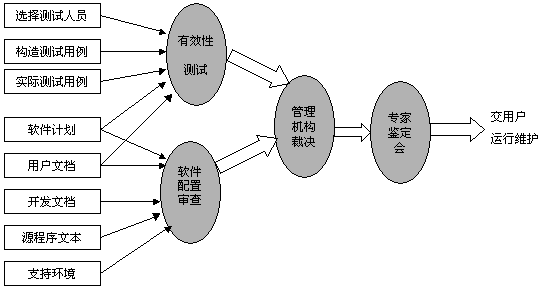 选择测试人员
构造测试用例
实际测试用例
软件计划
用户文档
开发文档
源程序文本
支持环境
有效性
测试
软件
配置
审查
管理
机构
裁决
专家
鉴定
会
交用户
运行维护